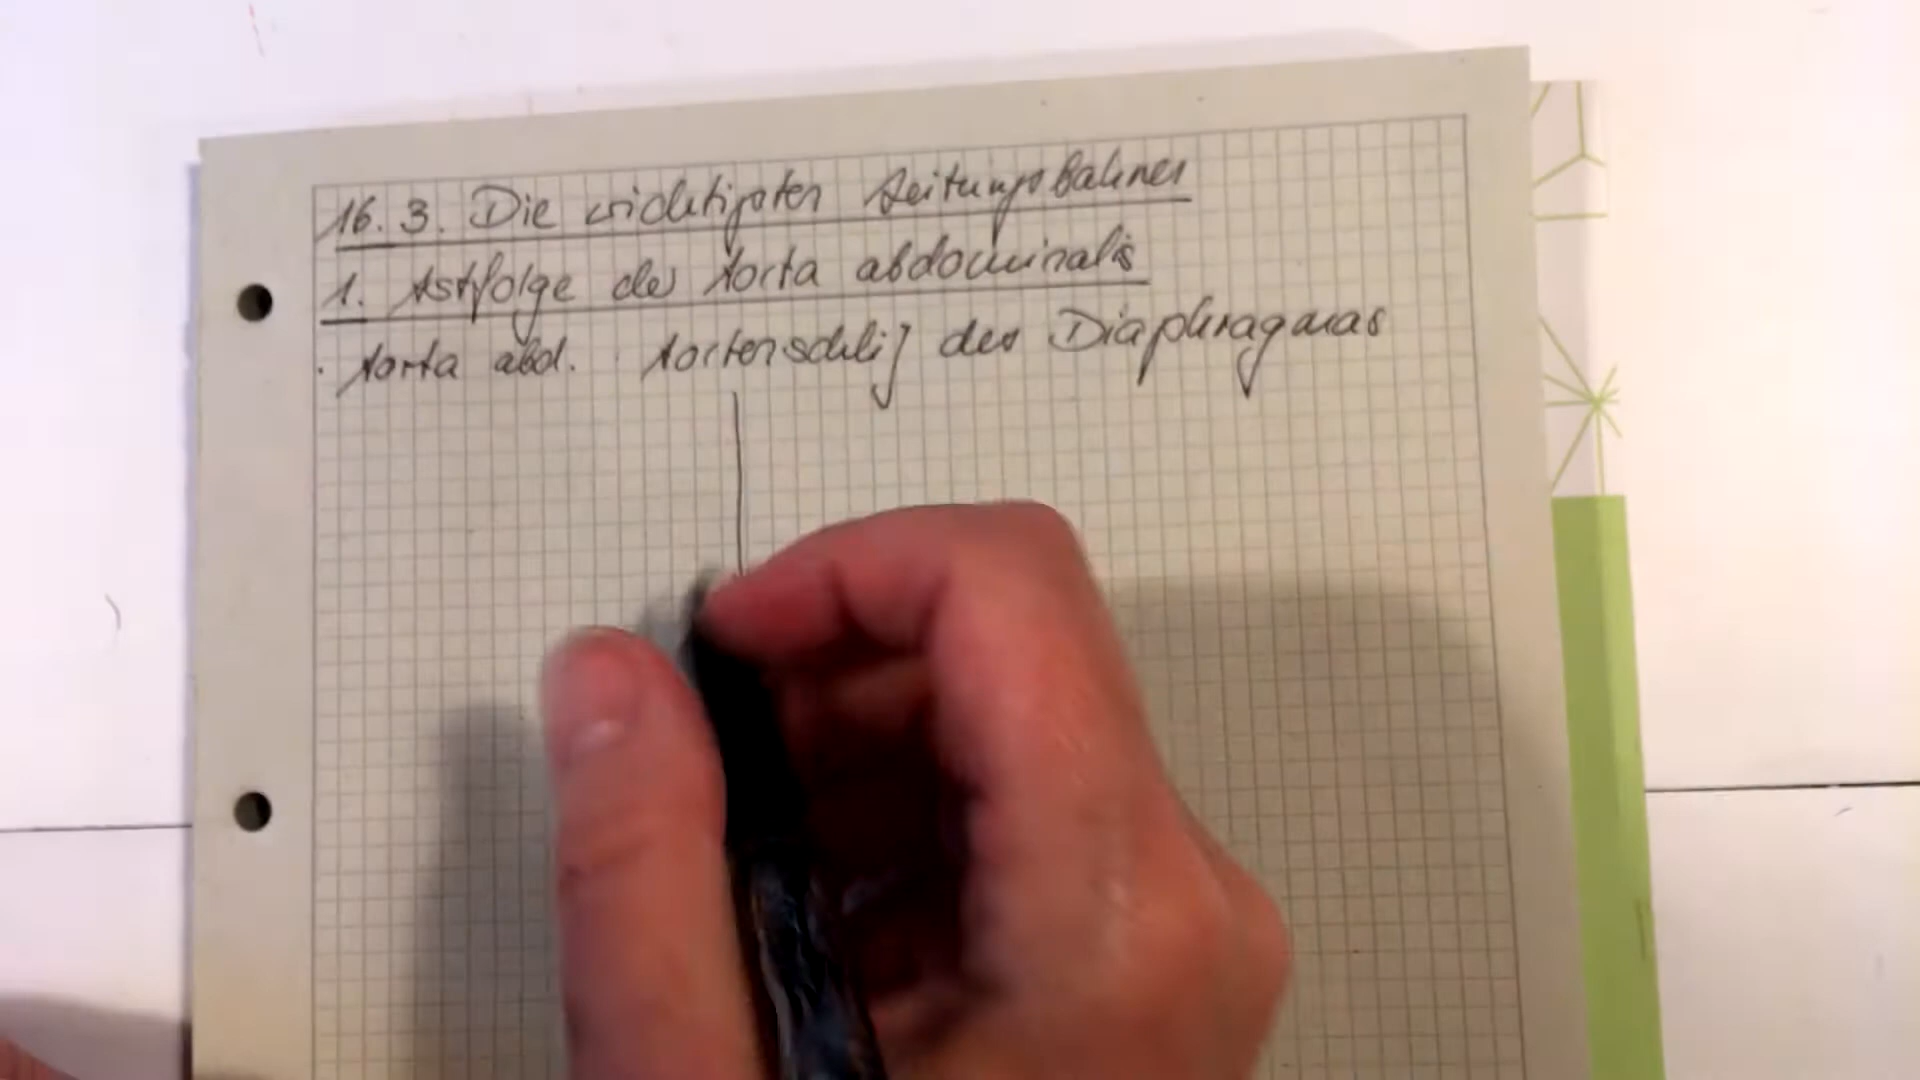 16. 3. Die wichtigsten Leitungsbahnen
1. Astfolge der Aorta abdominalis
· Aorta abd. Aortenschlitz des Diaphragmas